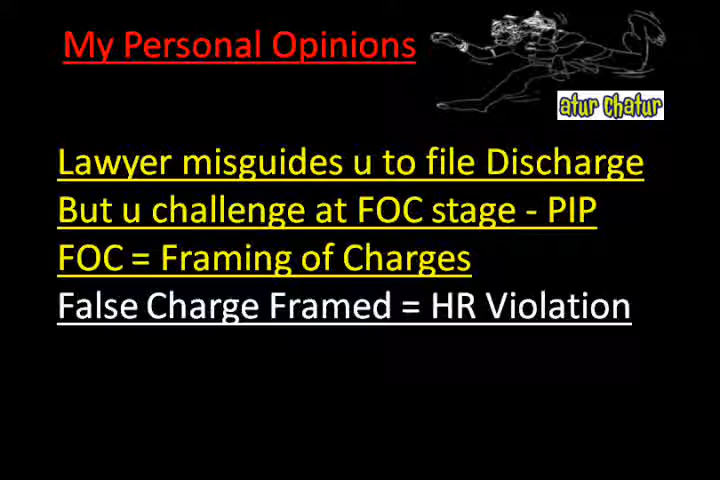 My Personal Opinions
atur chatur
Lawyer misguides u to file Discharge
But u challenge at FOC stage - PIP
FOC = Framing of Charges
False Charge Framed = HR Violation